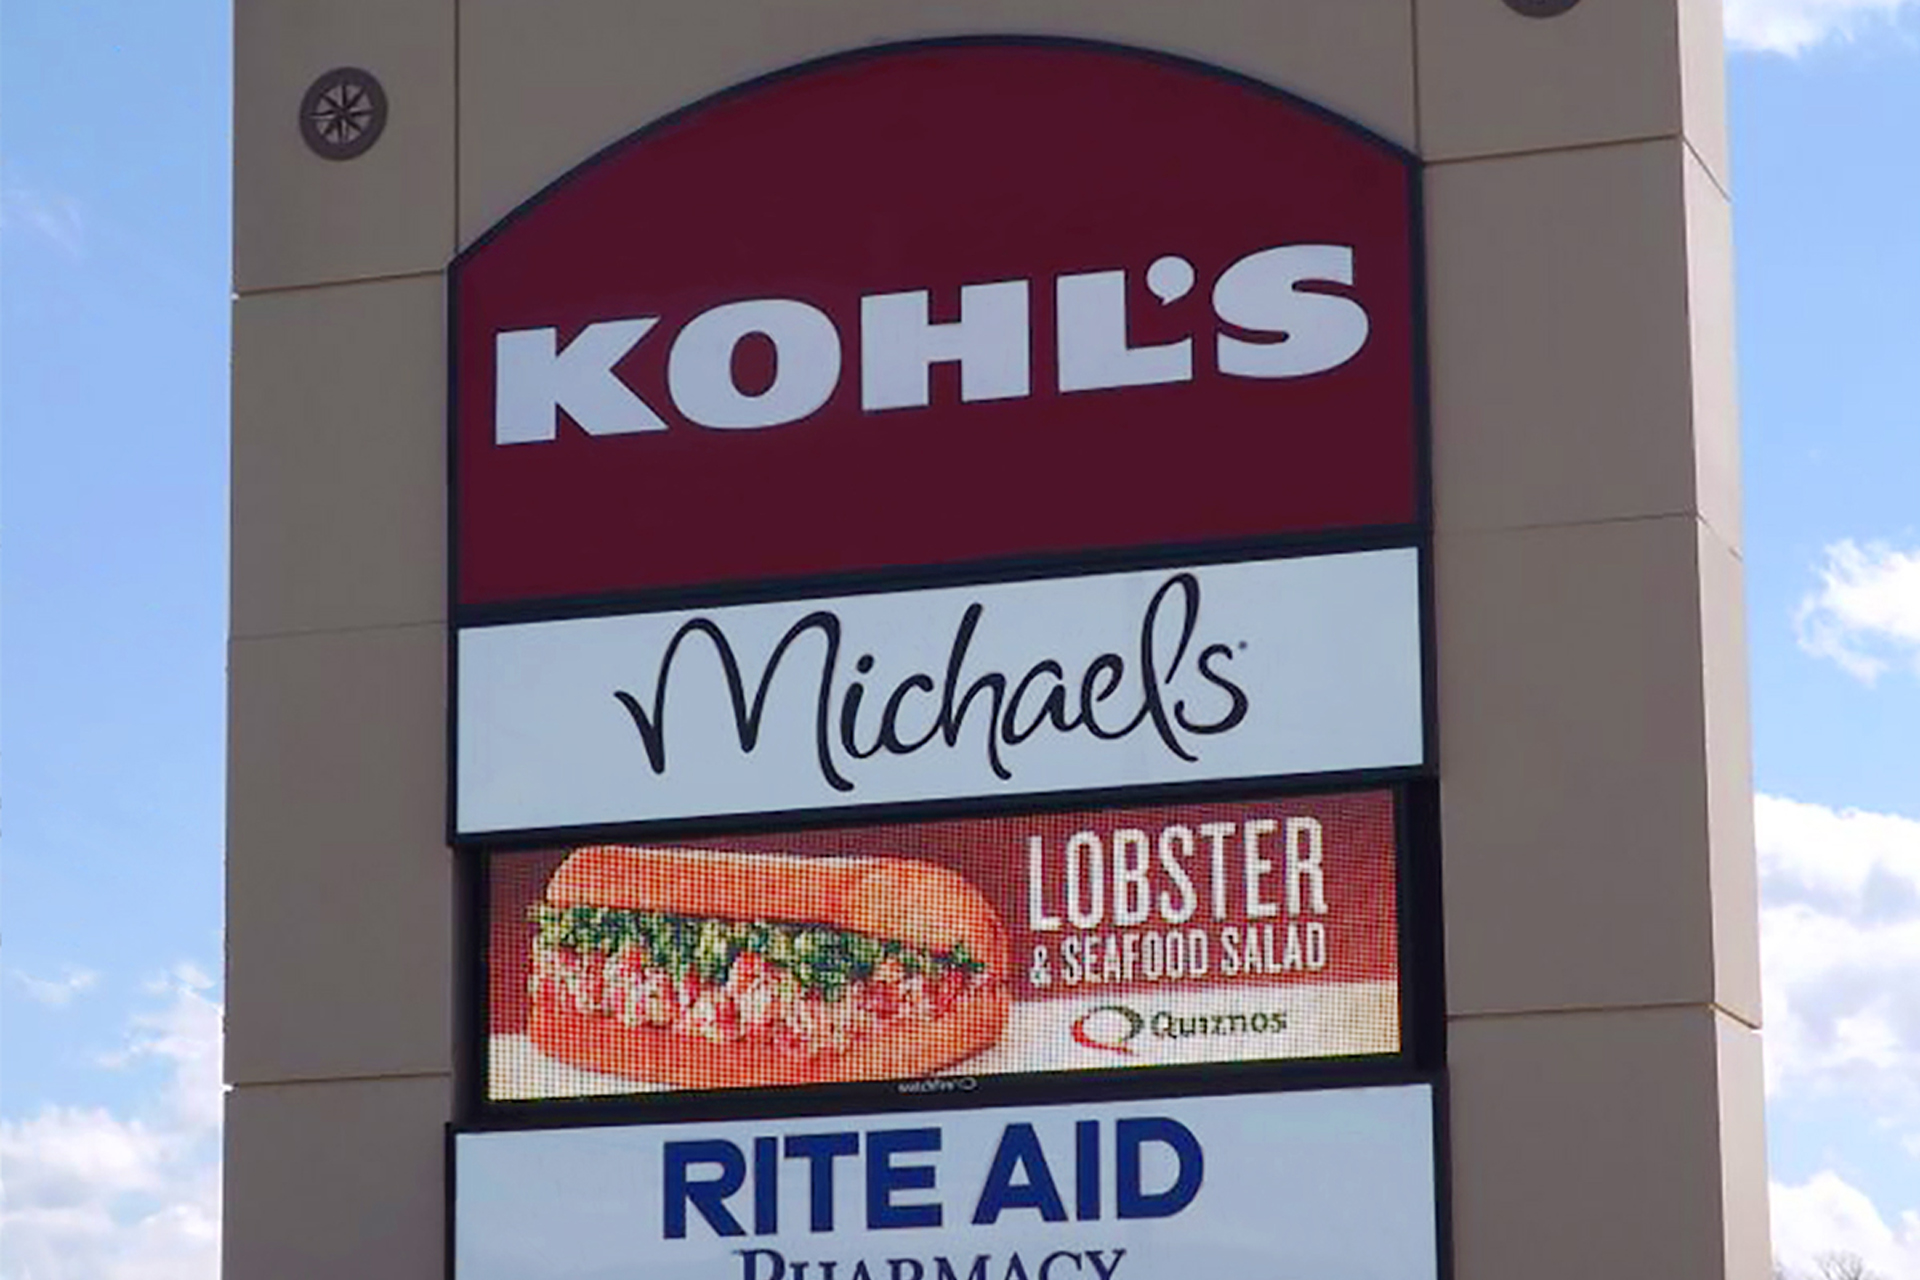 KOHL'S
Michaels
LOBSTER
& SEAFOOD SALAD
Quiznos
RITE AID
PHARMACY